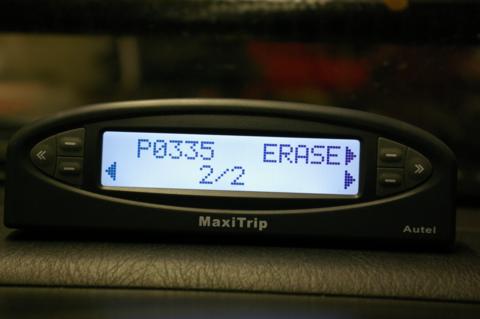 P0335 ERASE
2/2
MaxiTrip
Autel